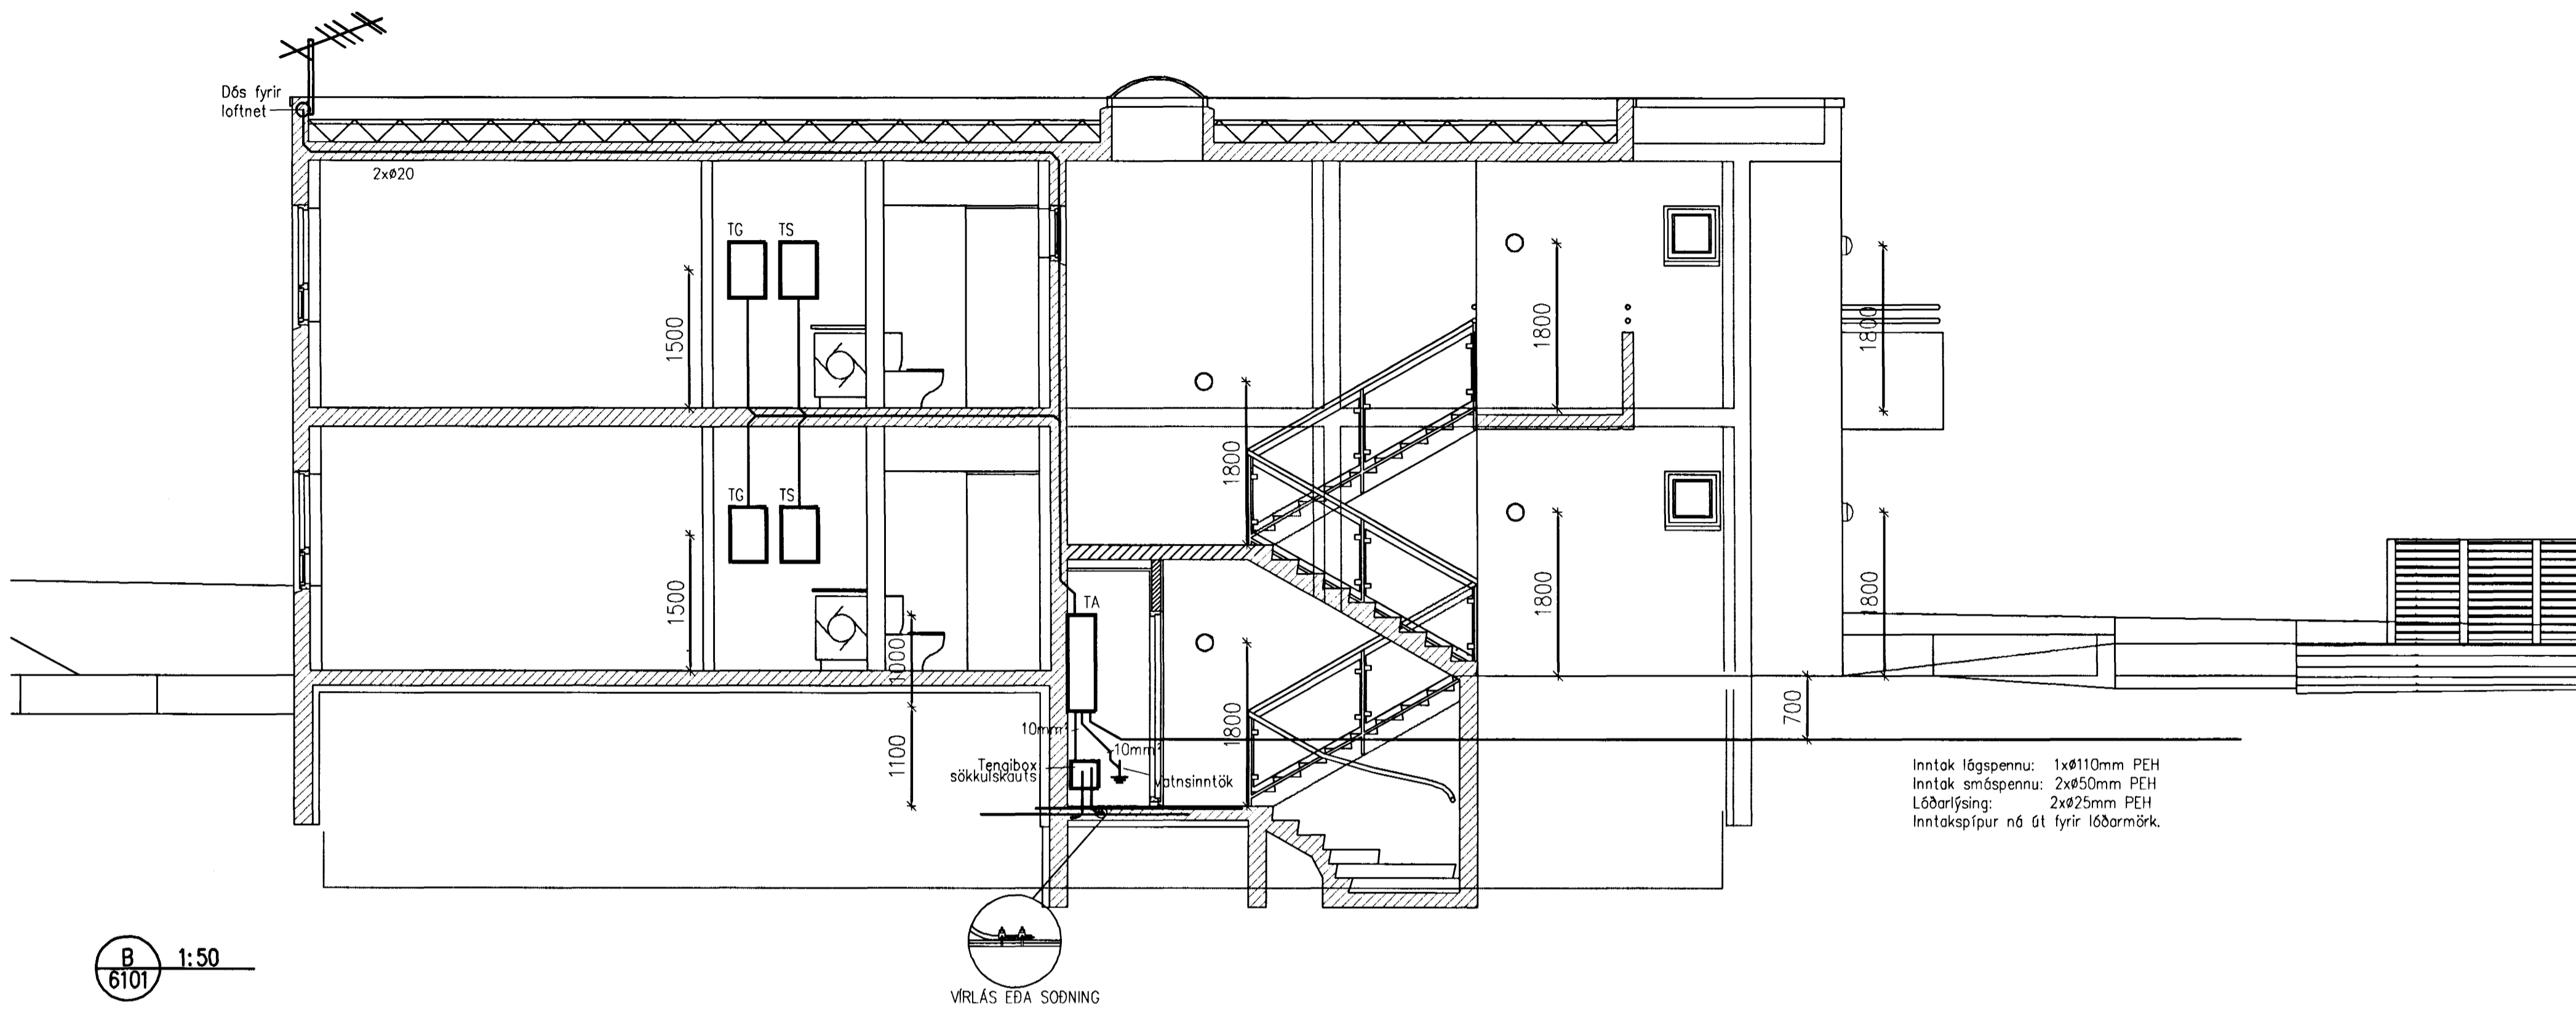 Dós fyrir
loftnet
2xø20
TG TS
1500
1800
1800
1800
TG TS
1500
1800
1800
TA
1000
1100
10mm²
10mm²
Tengibox
sökkulskauts
Vatnsinntök
1800
700
Inntak lágspennu: 1xø110mm PEH
Inntak smáspennu: 2xø50mm PEH
Lóðarlýsing: 2xø25mm PEH
Inntakspípur ná út fyrir lóðarmörk.
B
6101
1:50
VÍRLÁS EÐA SOÐNING